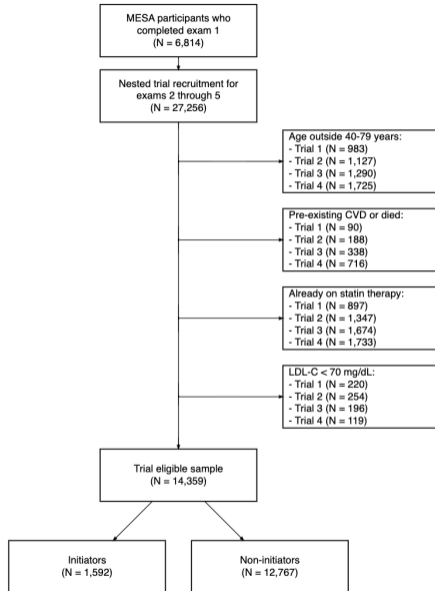 MESA participants who
completed exam 1
(N = 6,814)
Nested trial recruitment for
exams 2 through 5
(N = 27,256)
Age outside 40-79 years:
- Trial 1 (N = 983)
- Trial 2 (N = 1,127)
- Trial 3 (N = 1,290)
- Trial 4 (N = 1,725)
Pre-existing CVD or died:
- Trial 1 (N = 90)
- Trial 2 (N = 188)
- Trial 3 (N = 338)
- Trial 4 (N = 716)
Already on statin therapy:
- Trial 1 (N = 897)
- Trial 2 (N = 1,347)
- Trial 3 (N = 1,674)
- Trial 4 (N = 1,733)
LDL-C < 70 mg/dL:
- Trial 1 (N = 220)
- Trial 2 (N = 254)
- Trial 3 (N = 196)
- Trial 4 (N = 119)
Trial eligible sample
(N = 14,359)
Initiators
(N = 1,592)
Non-initiators
(N = 12,767)